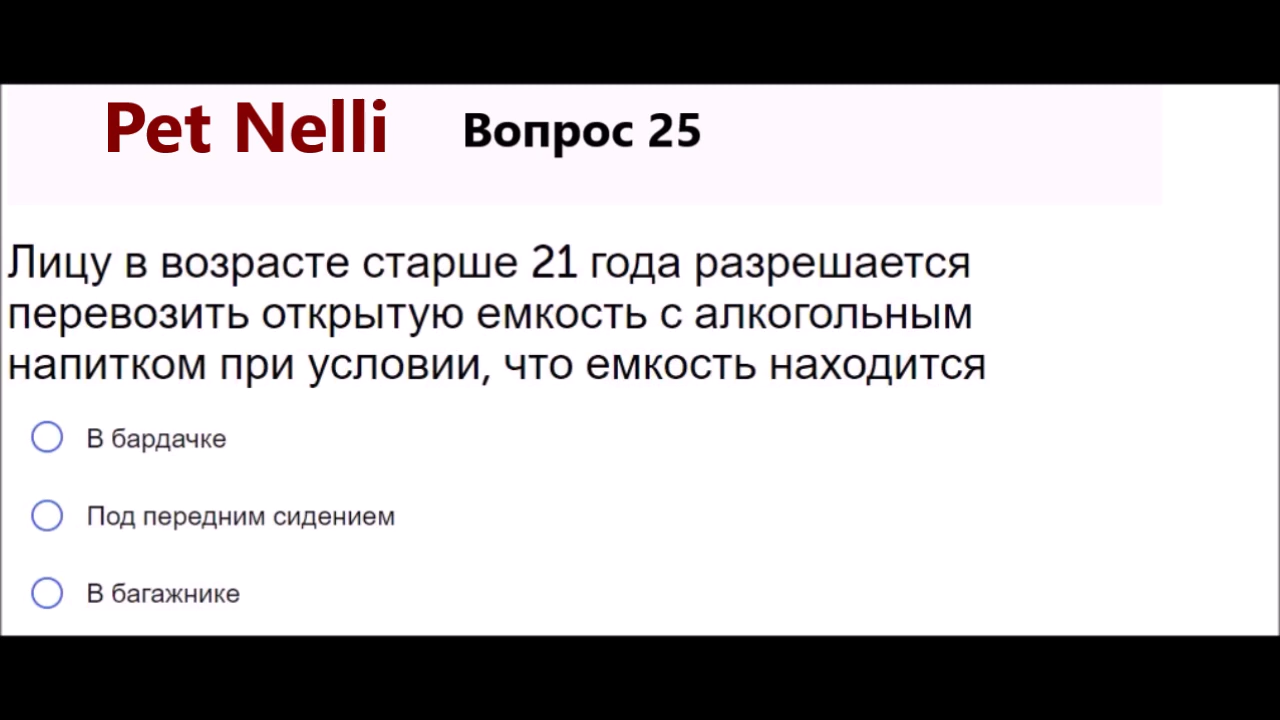 Pet Nelli Вопрос 25
Лицу в возрасте старше 21 года разрешается
перевозить открытую емкость с алкогольным
напитком при условии, что емкость находится
В бардачке
Под передним сидением
В багажнике